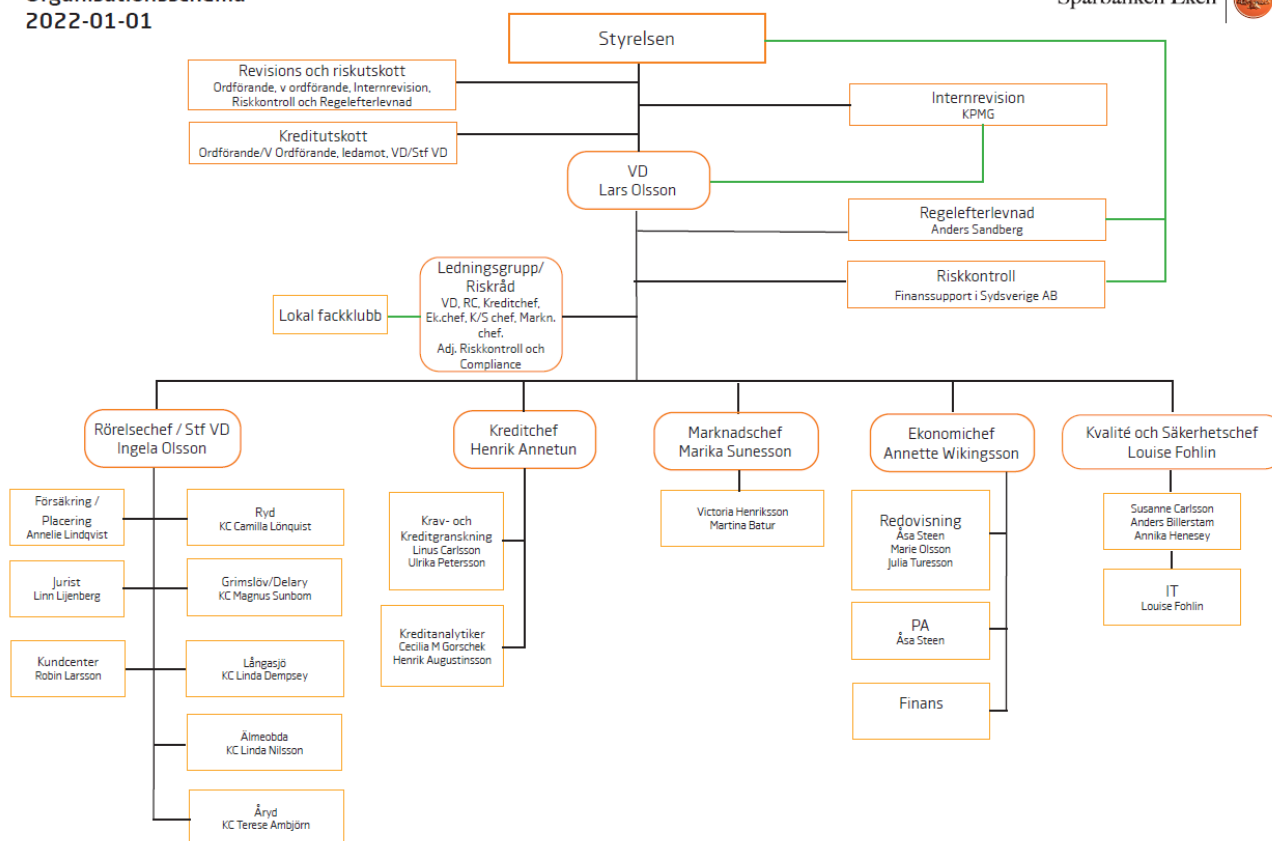 Organisationsschema
2022-01-01
Sparbanken Eken
Styrelsen
Revisions och riskutskott
Ordförande, v ordförande, Internrevision,
Riskkontroll och Regelefterlevnad
Internrevision
KPMG
Kreditutskott
Ordförande/V Ordförande, ledamot, VD/Stf VD
VD
Lars Olsson
Regelefterlevnad
Anders Sandberg
Ledningsgrupp/
Riskråd
VD, RC, Kreditchef,
Ek.chef, K/S chef, Markn.
chef.
Adj. Riskkontroll och
Compliance
Riskkontroll
Finanssupport i Sydsverige AB
Lokal fackklubb
Rörelsechef / Stf VD
Ingela Olsson
Kreditchef
Henrik Annetun
Marknadschef
Marika Sunesson
Ekonomichef
Annette Wikingsson
Kvalité och Säkerhetschef
Louise Fohlin
Försäkring /
Placering
Annelie Lindqvist
Ryd
KC Camilla Lönquist
Jurist
Linn Lijenberg
Grimslöv/Delary
KC Magnus Sunbom
Kundcenter
Robin Larsson
Långasjö
KC Linda Dempsey
Älmeobda
KC Linda Nilsson
Åryd
KC Terese Ambjörn
Krav- och
Kreditgranskning
Linus Carlsson
Ulrika Petersson
Kreditanalytiker
Cecilia M Gorschek
Henrik Augustinsson
Victoria Henriksson
Martina Batur
Redovisning
Åsa Steen
Marie Olsson
Julia Turesson
PA
Åsa Steen
Finans
Susanne Carlsson
Anders Billerstam
Annika Henesey
IT
Louise Fohlin